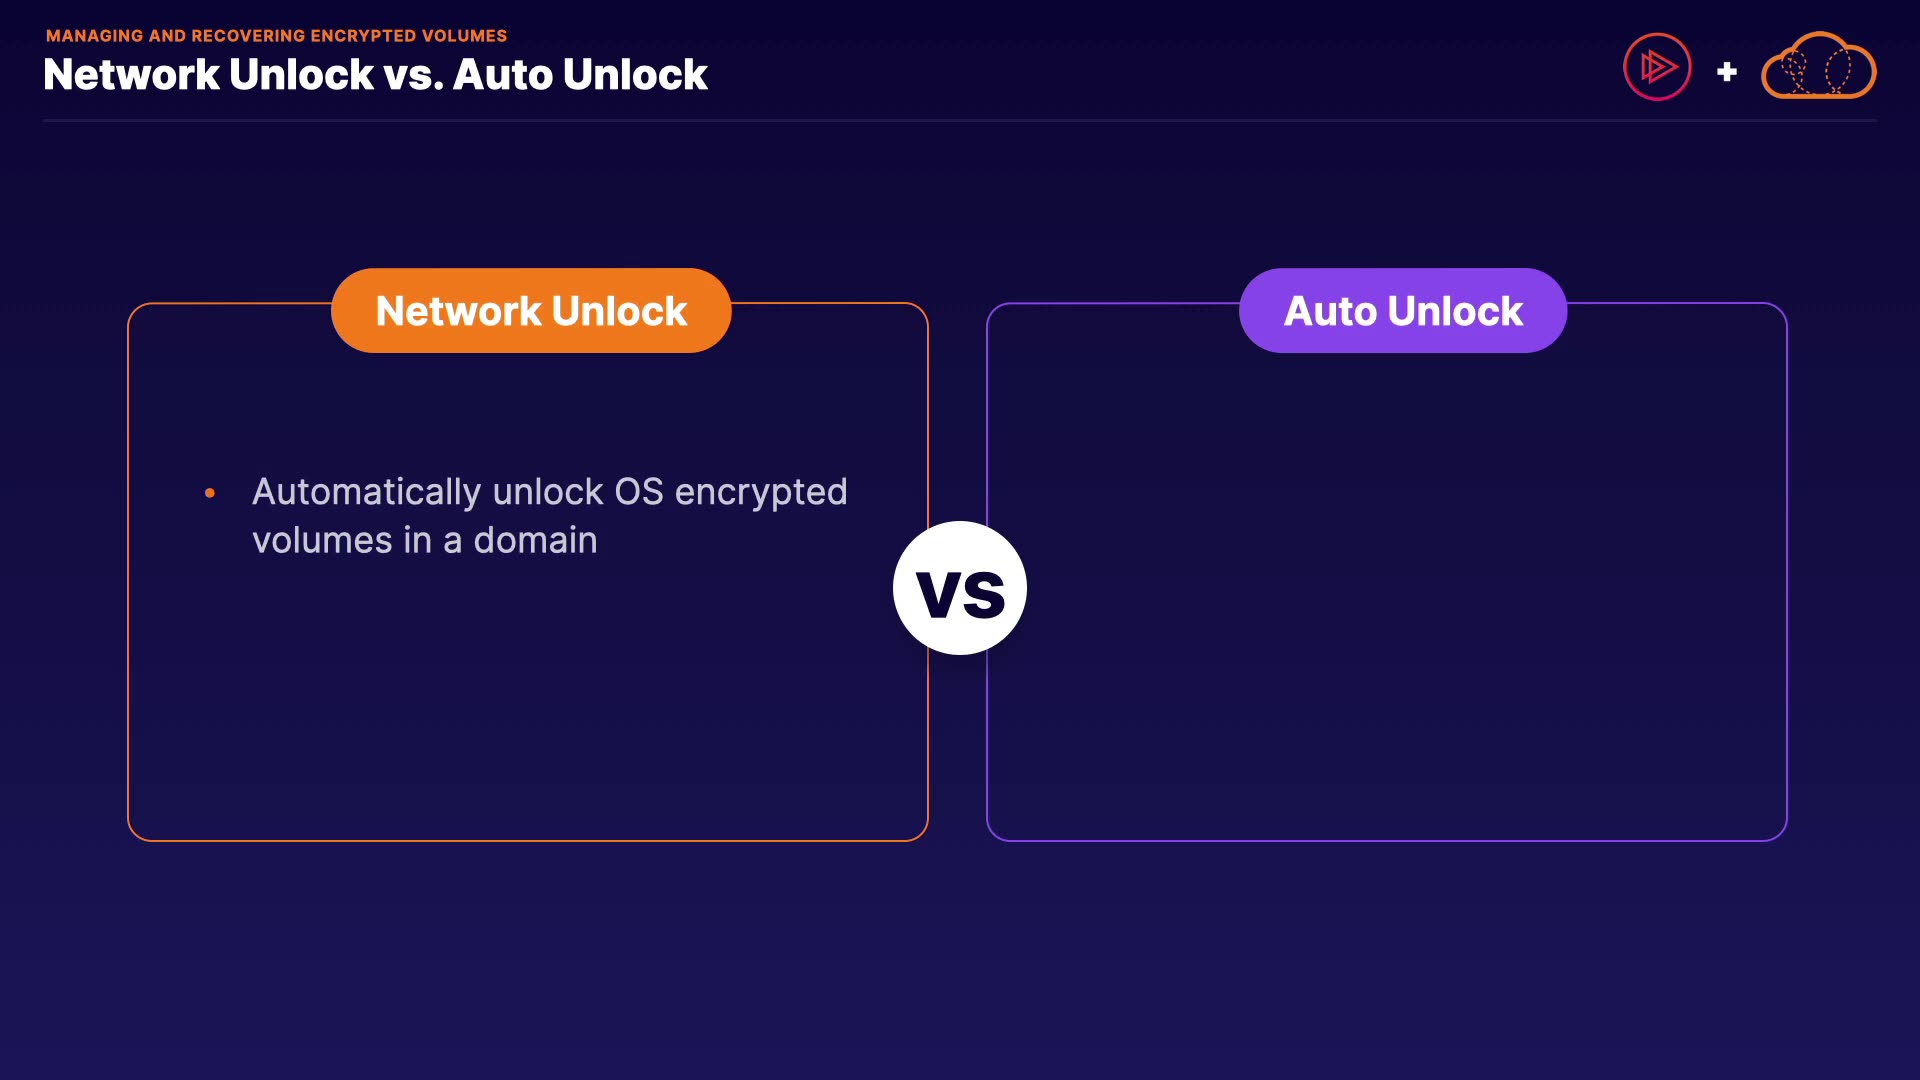 MANAGING AND RECOVERING ENCRYPTED VOLUMES
Network Unlock vs. Auto Unlock
+
Network Unlock
Auto Unlock
• Automatically unlock OS encrypted
volumes in a domain
VS